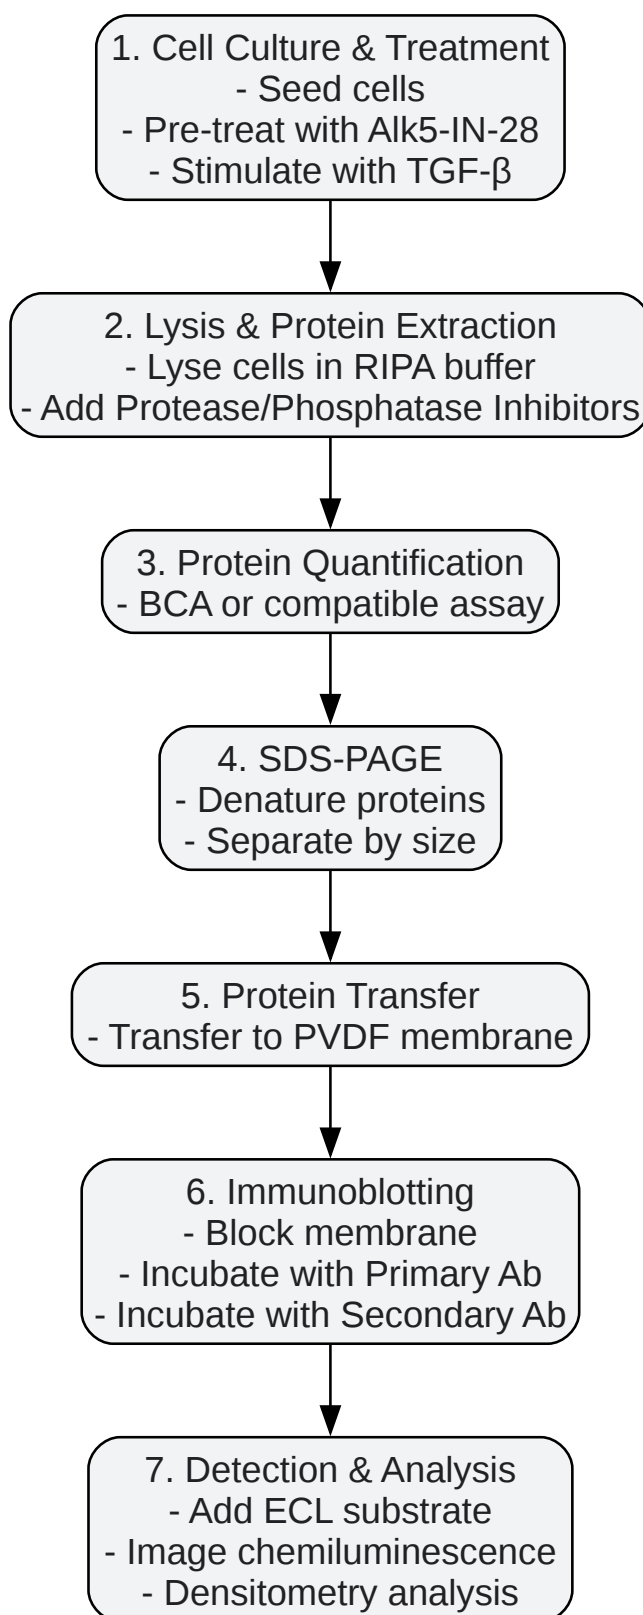 1. Cell Culture & Treatment
- Seed cells
- Pre-treat with Alk5-IN-28
- Stimulate with TGF-β
2. Lysis & Protein Extraction
- Lyse cells in RIPA buffer
- Add Protease/Phosphatase Inhibitors
3. Protein Quantification
- BCA or compatible assay
4. SDS-PAGE
- Denature proteins
- Separate by size
5. Protein Transfer
- Transfer to PVDF membrane
6. Immunoblotting
- Block membrane
- Incubate with Primary Ab
- Incubate with Secondary Ab
7. Detection & Analysis
- Add ECL substrate
- Image chemiluminescence
- Densitometry analysis